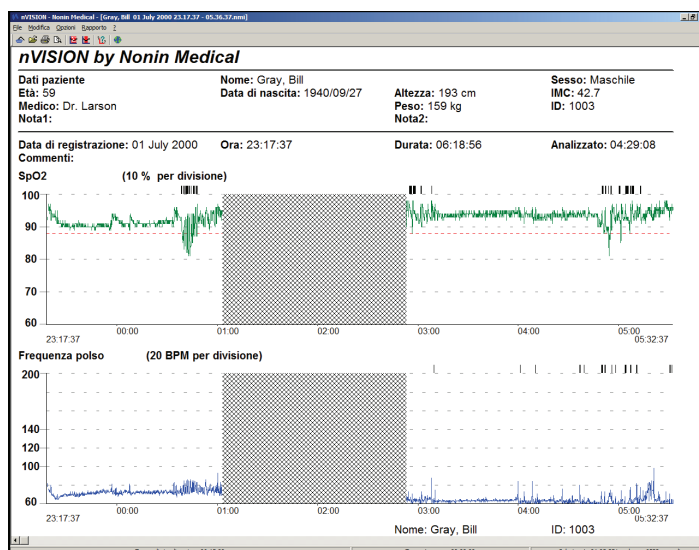 nVISION - Nonin Medical - [Gray, Bill 01 July 2000 23.17.37 - 05.36.37.nmi]
File Modifica Opzioni Rapporto ?
nVISION by Nonin Medical
Dati paziente Nome: Gray, Bill Sesso: Maschile
Età: 59 Data di nascita: 1940/09/27 Altezza: 193 cm IMC: 42.7
Medico: Dr. Larson Peso: 159 kg ID: 1003
Nota1: Nota2:
Data di registrazione: 01 July 2000 Ora: 23:17:37 Durata: 06:18:56 Analizzato: 04:29:08
Commenti:
SpO2 (10 % per divisione)
100
90
80
70
60
00:00 01:00 02:00 03:00 04:00 05:00
23:17:37 05:32:37
Frequenza polso (20 BPM per divisione)
200
140
120
100
60
00:00 01:00 02:00 03:00 04:00 05:00
23:17:37 05:32:37
Nome: Gray, Bill ID: 1003